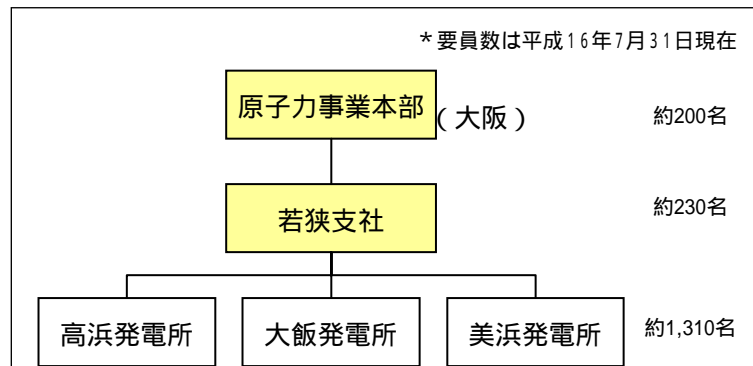 *要員数は平成16年7月31日現在
原子力事業本部(大阪) 約200名
若狭支社 約230名
高浜発電所 大飯発電所 美浜発電所 約1,310名